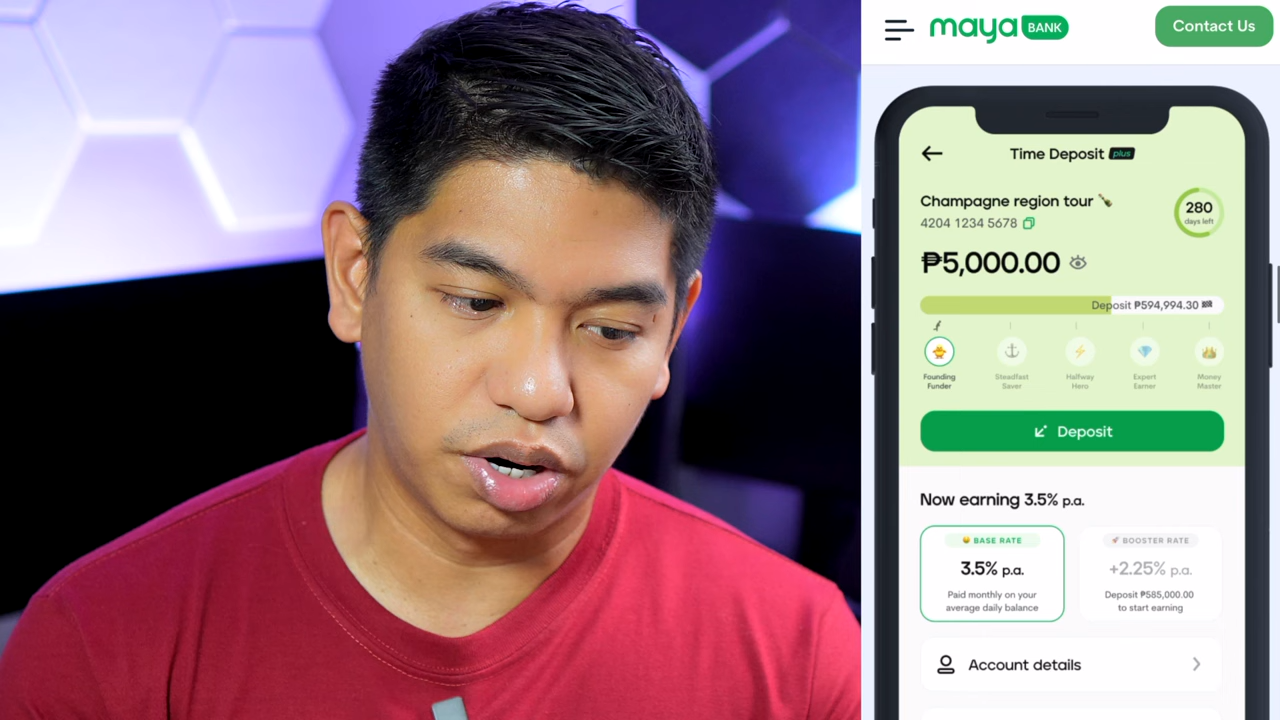 maya BANK
Contact Us
Time Deposit plus
Champagne region tour
4204 1234 5678
280
days left
₱5,000.00
Deposit ₱594,994.30
Founding Funder
Steadfast Saver
Halfway Hero
Expert Earner
Money Master
Deposit
Now earning 3.5% p.a.
BASE RATE
3.5% p.a.
Paid monthly on your
average daily balance
BOOSTER RATE
+2.25% p.a.
Deposit ₱585,000.00
to start earning
Account details